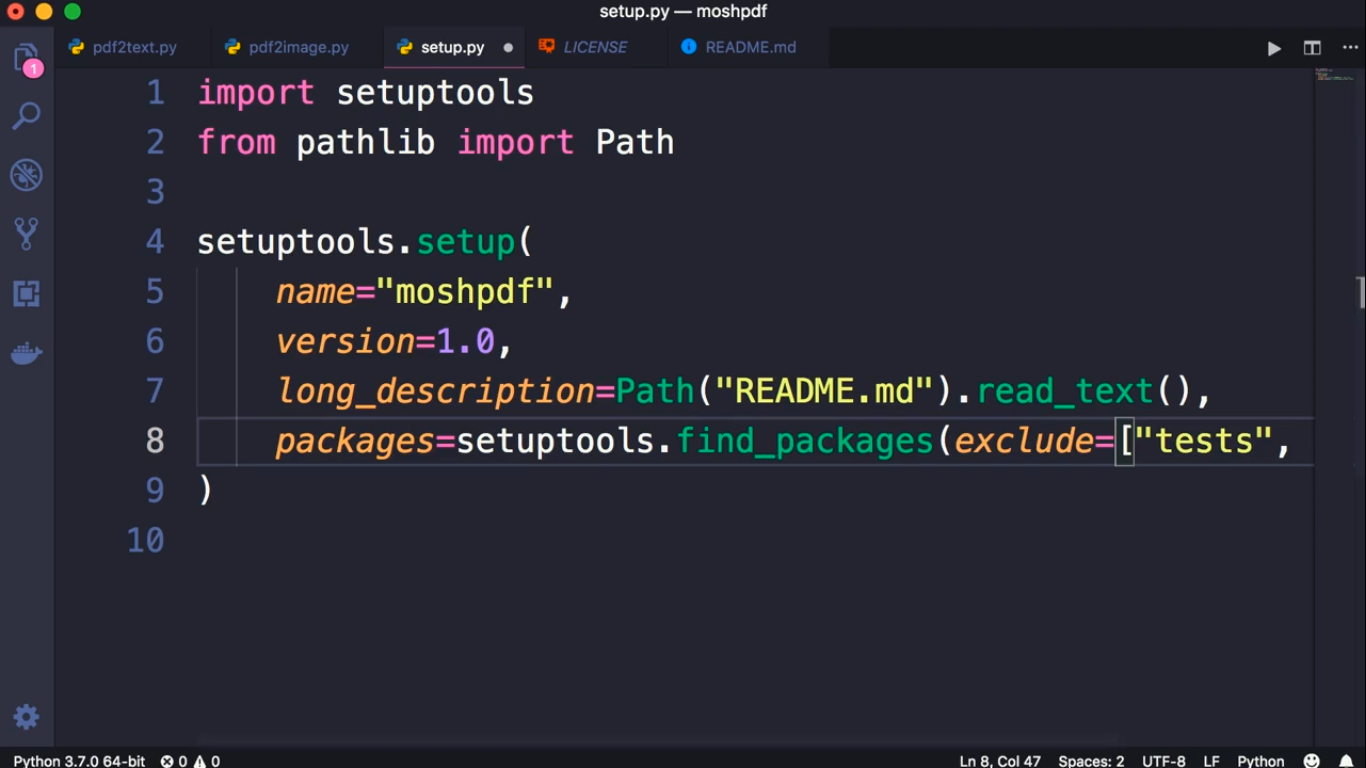 setup.py — moshpdf
pdf2text.py pdf2image.py setup.py LICENSE README.md
1
1 import setuptools
2 from pathlib import Path
3
4 setuptools.setup(
5 name="moshpdf",
6 version=1.0,
7 long_description=Path("README.md").read_text(),
8 packages=setuptools.find_packages(exclude=["tests",
9 )
10
Python 3.7.0 64-bit 0 0 Ln 8, Col 47 Spaces: 2 UTF-8 LF Python